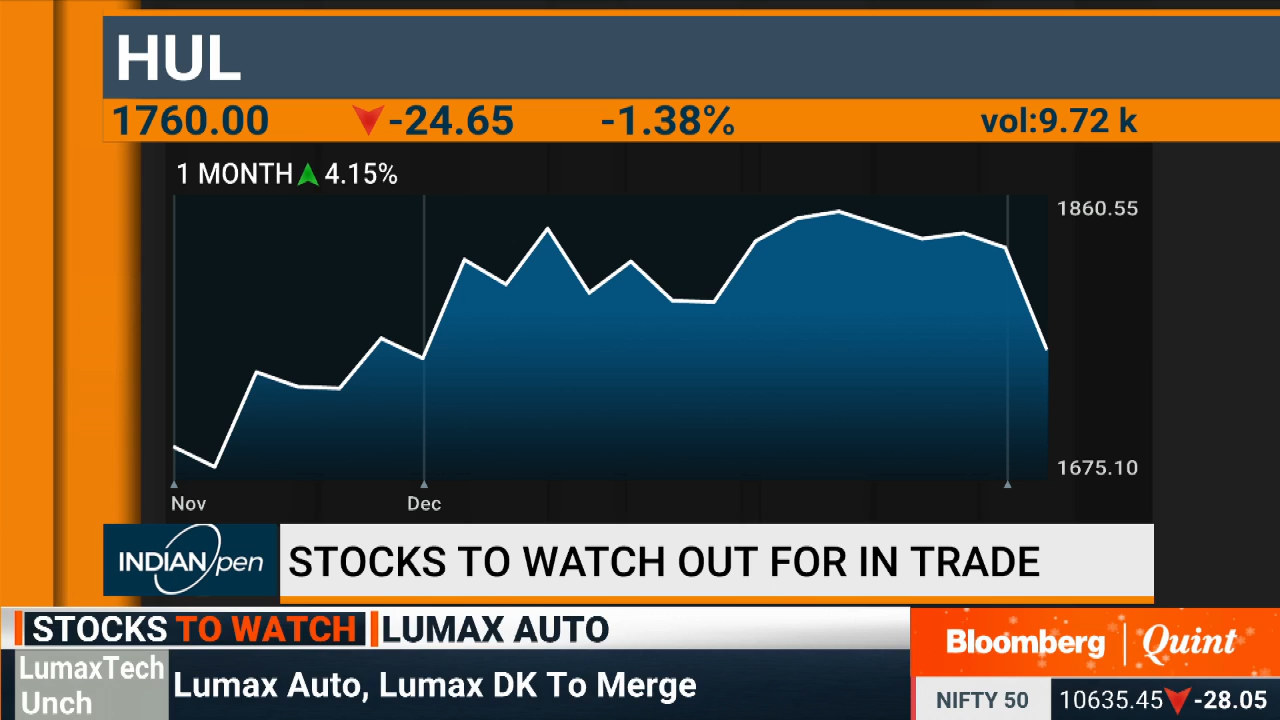 HUL
1760.00 -24.65 -1.38% vol:9.72 k
1 MONTH 4.15%
1860.55
1675.10
Nov Dec
INDIAN Open STOCKS TO WATCH OUT FOR IN TRADE
STOCKS TO WATCH LUMAX AUTO
LumaxTech
Unch
Lumax Auto, Lumax DK To Merge
Bloomberg | Quint
NIFTY 50 10635.45 -28.05